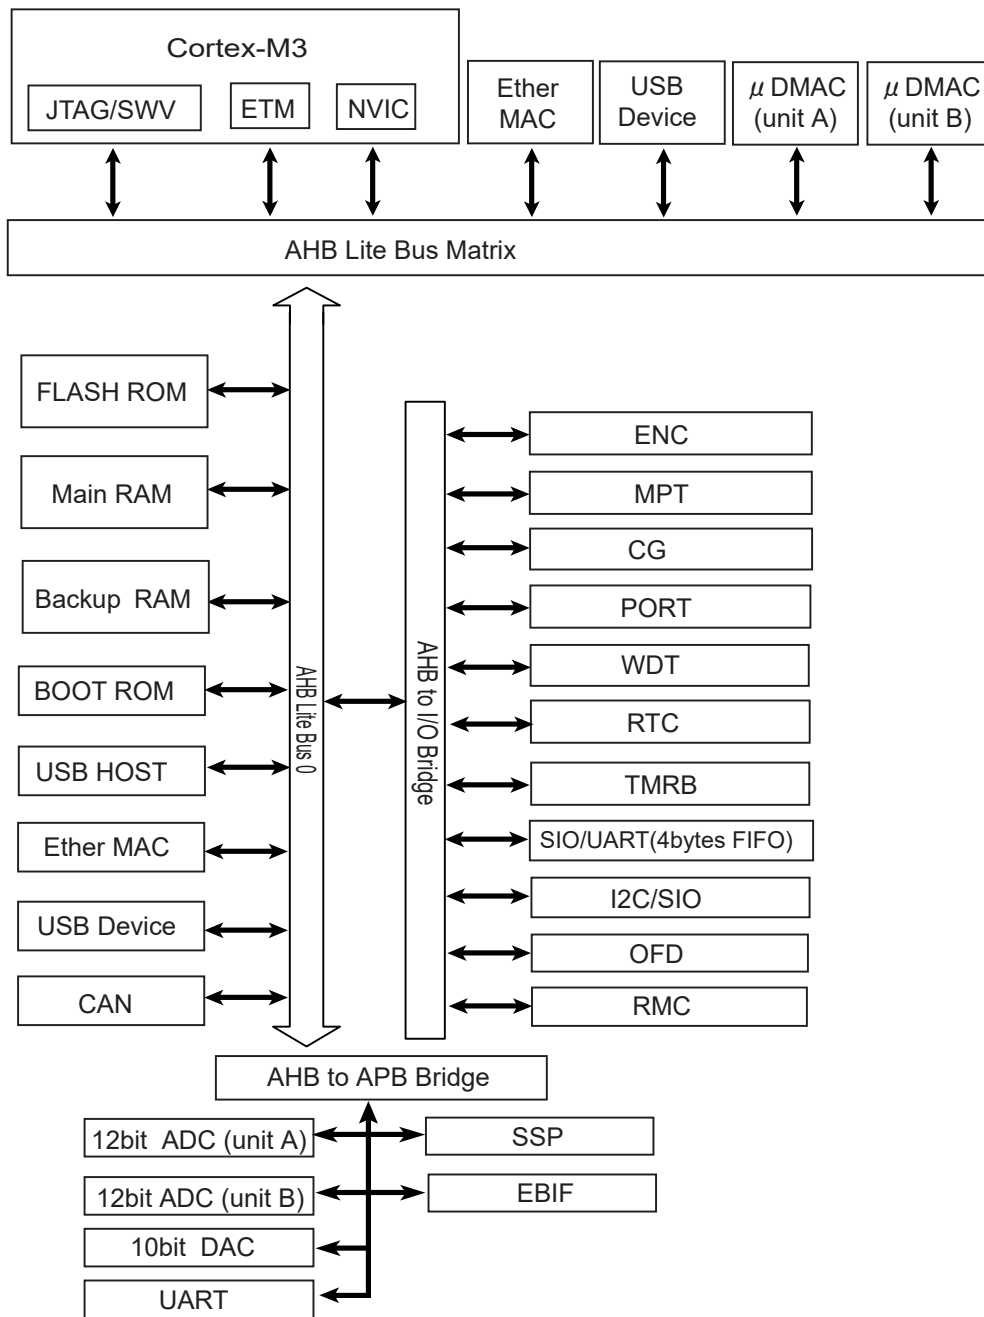 Cortex-M3
JTAG/SWV
ETM
NVIC
Ether
MAC
USB
Device
μ DMAC
(unit A)
μ DMAC
(unit B)
AHB Lite Bus Matrix
FLASH ROM
Main RAM
Backup RAM
BOOT ROM
USB HOST
Ether MAC
USB Device
CAN
AHB Lite Bus 0
AHB to I/O Bridge
ENC
MPT
CG
PORT
WDT
RTC
TMRB
SIO/UART(4bytes FIFO)
I2C/SIO
OFD
RMC
AHB to APB Bridge
12bit ADC (unit A)
12bit ADC (unit B)
10bit DAC
UART
SSP
EBIF